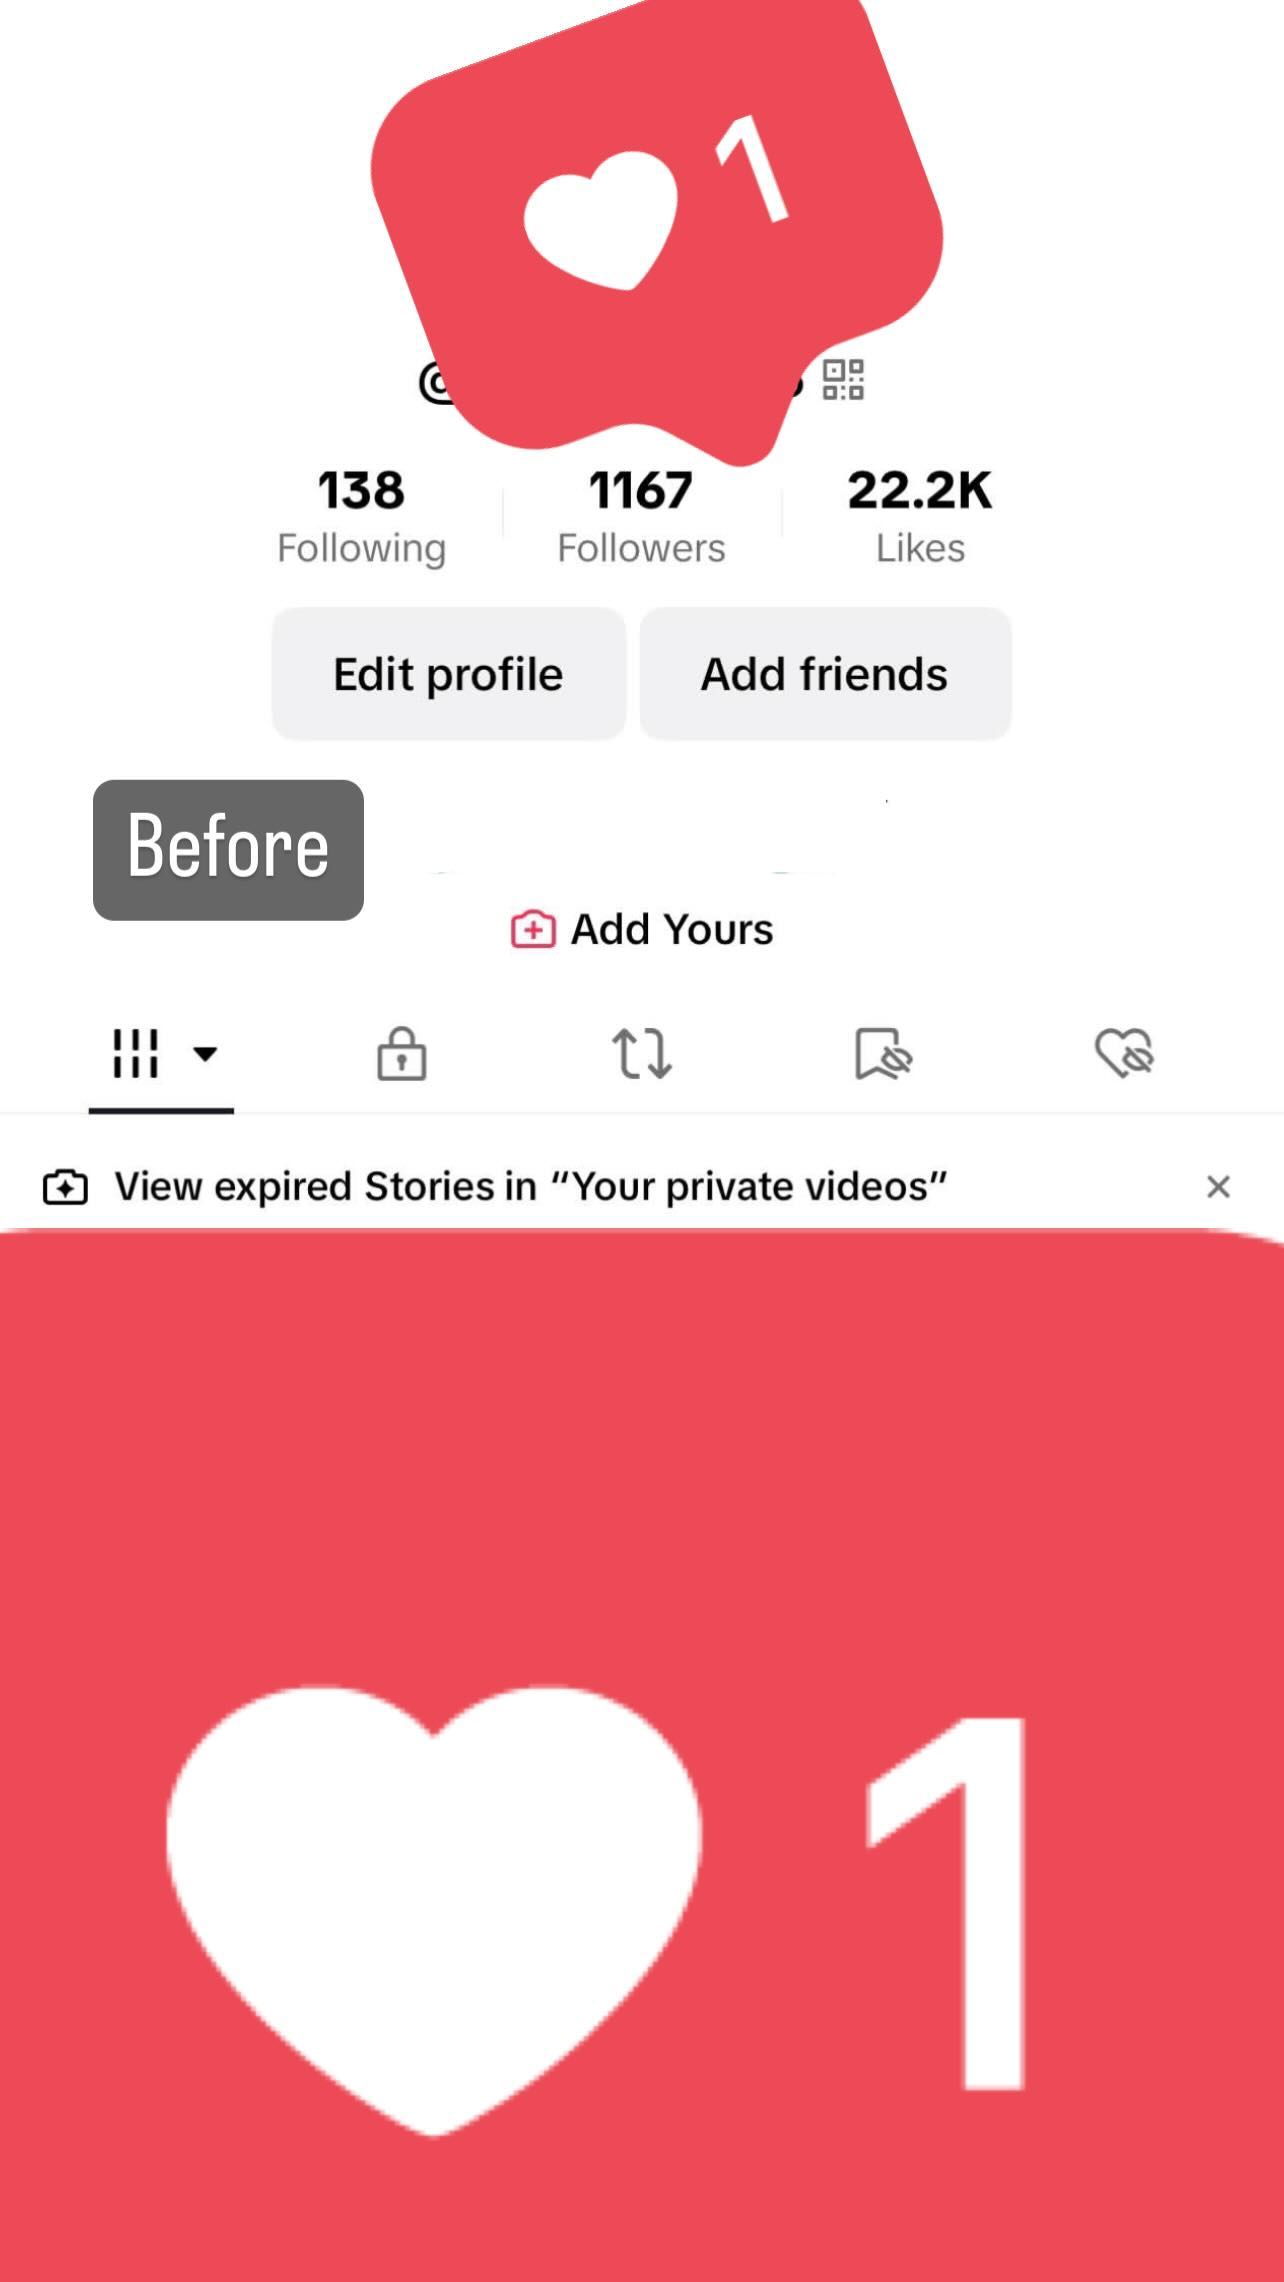 1
@
138 1167 22.2K
Following Followers Likes
Edit profile Add friends
Before
Add Yours
View expired Stories in “Your private videos”
1